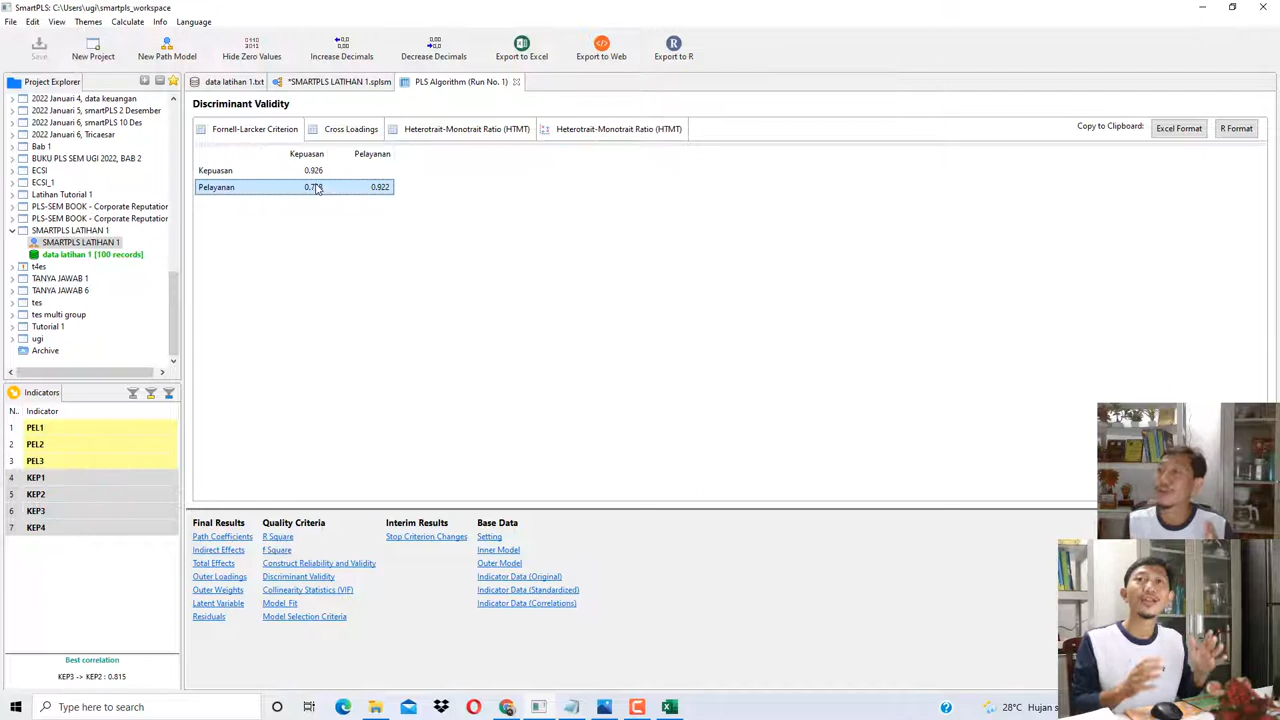 SmartPLS: C:\Users\ugi\smartpls_workspace
File Edit View Themes Calculate Info Language
Save New Project New Path Model Hide Zero Values Increase Decimals Decrease Decimals Export to Excel Export to Web Export to R
Project Explorer
data latihan 1.txt *SMARTPLS LATIHAN 1.splsm PLS Algorithm (Run No. 1)
2022 Januari 4, data keuangan
2022 Januari 5, smartPLS 2 Desember
2022 Januari 6, smartPLS 10 Des
2022 Januari 6, Tricaesar
Bab 1
BUKU PLS SEM UGI 2022, BAB 2
ECSI
ECSI_1
Latihan Tutorial 1
PLS-SEM BOOK - Corporate Reputation
PLS-SEM BOOK - Corporate Reputation
SMARTPLS LATIHAN 1
SMARTPLS LATIHAN 1
data latihan 1 [100 records]
t4es
TANYA JAWAB 1
TANYA JAWAB 6
tes
tes multi group
Tutorial 1
ugi
Archive
Discriminant Validity
Fornell-Larcker Criterion Cross Loadings Heterotrait-Monotrait Ratio (HTMT) Heterotrait-Monotrait Ratio (HTMT)
Copy to Clipboard: Excel Format R Format
Kepuasan Pelayanan
Kepuasan 0.926
Pelayanan 0.922
Indicators
N.. Indicator
1 PEL1
2 PEL2
3 PEL3
4 KEP1
5 KEP2
6 KEP3
7 KEP4
Best correlation
KEP3 -> KEP2 : 0.815
Final Results
Path Coefficients
Indirect Effects
Total Effects
Outer Loadings
Outer Weights
Latent Variable
Residuals
Quality Criteria
R Square
f Square
Construct Reliability and Validity
Discriminant Validity
Collinearity Statistics (VIF)
Model_Fit
Model Selection Criteria
Interim Results
Stop Criterion Changes
Base Data
Setting
Inner Model
Outer Model
Indicator Data (Original)
Indicator Data (Standardized)
Indicator Data (Correlations)
Type here to search
28°C Hujan